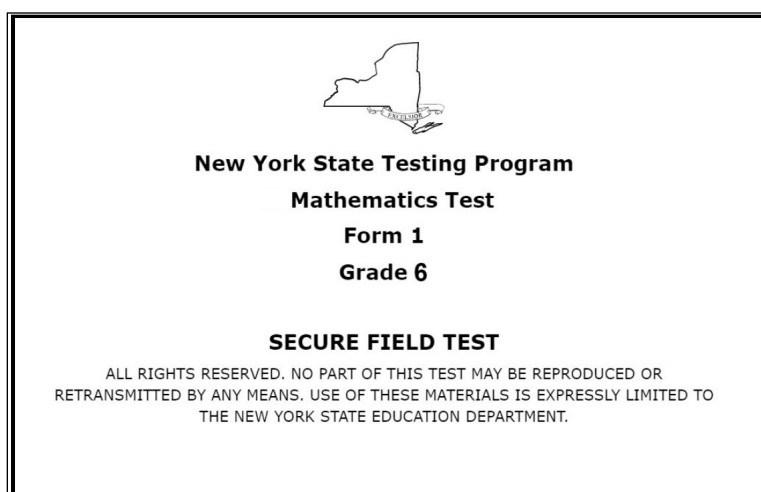 EXCELSIOR
New York State Testing Program
Mathematics Test
Form 1
Grade 6
SECURE FIELD TEST
ALL RIGHTS RESERVED. NO PART OF THIS TEST MAY BE REPRODUCED OR
RETRANSMITTED BY ANY MEANS. USE OF THESE MATERIALS IS EXPRESSLY LIMITED TO
THE NEW YORK STATE EDUCATION DEPARTMENT.